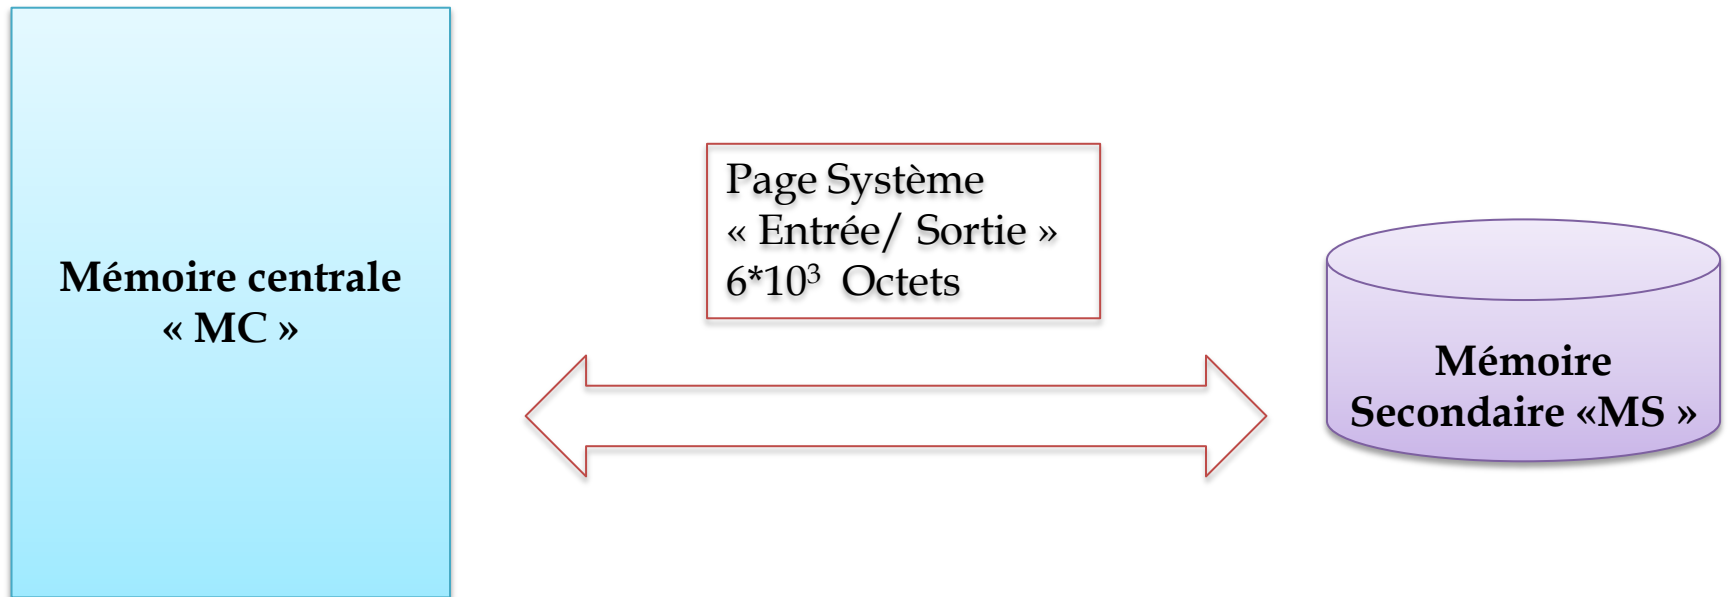 Mémoire centrale
« MC »
Page Système
« Entrée/ Sortie »
6*10³ Octets
Mémoire
Secondaire «MS »